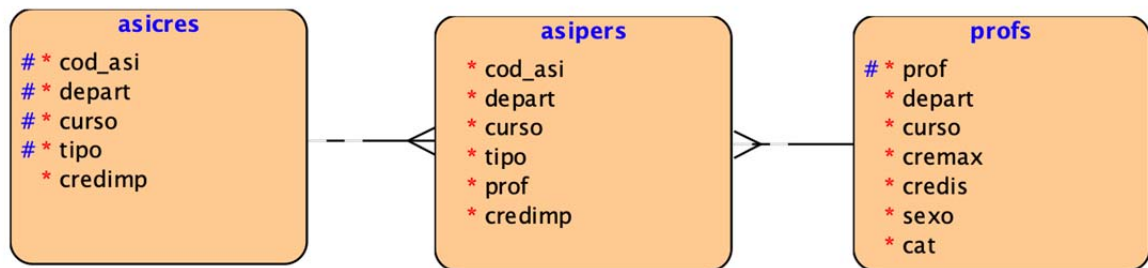 asicres
# * cod_asi
# * depart
# * curso
# * tipo
* credimp
asipers
* cod_asi
* depart
* curso
* tipo
* prof
* credimp
profs
# * prof
* depart
* curso
* cremax
* credis
* sexo
* cat